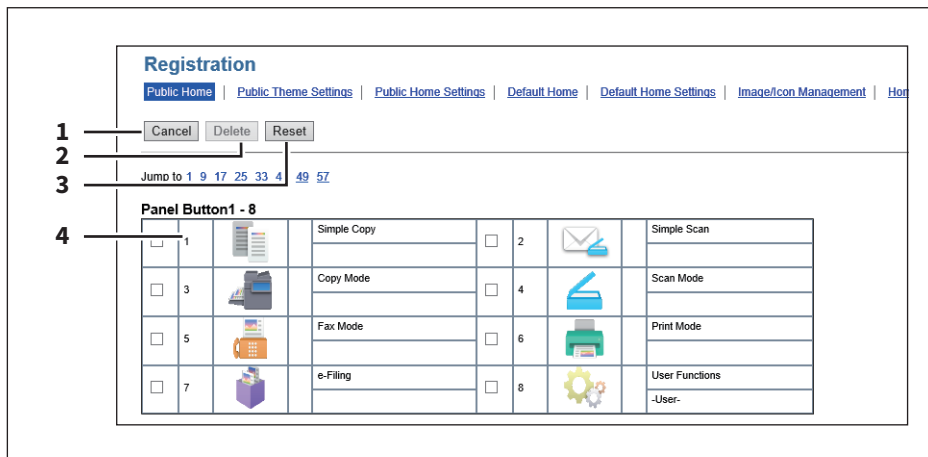 Registration
Public Home | Public Theme Settings | Public Home Settings | Default Home | Default Home Settings | Image/Icon Management | Hon
1 Cancel Delete Reset
2
3 Jump to 1 9 17 25 33 4 49 57
Panel Button1 - 8
4 1 Simple Copy 2 Simple Scan
3 Copy Mode 4 Scan Mode
5 Fax Mode 6 Print Mode
7 e-Filing 8 User Functions
-User-